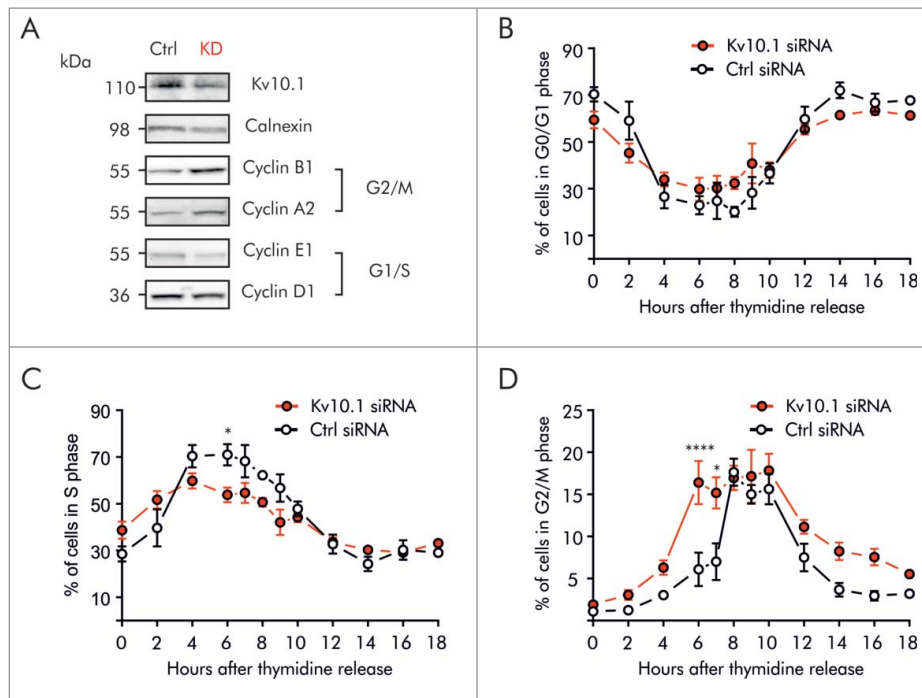 A
Ctrl KD
kDa
110 Kv10.1
98 Calnexin
55 Cyclin B1
G2/M
55 Cyclin A2
55 Cyclin E1
G1/S
36 Cyclin D1
B
Kv10.1 siRNA
Ctrl siRNA
% of cells in G0/G1 phase
90
70
50
30
10
0 2 4 6 8 10 12 14 16 18
Hours after thymidine release
C
Kv10.1 siRNA
Ctrl siRNA
% of cells in S phase
90
70
50
30
10
*
0 2 4 6 8 10 12 14 16 18
Hours after thymidine release
D
Kv10.1 siRNA
Ctrl siRNA
% of cells in G2/M phase
25
20
15
10
5
****
*
0 2 4 6 8 10 12 14 16 18
Hours after thymidine release